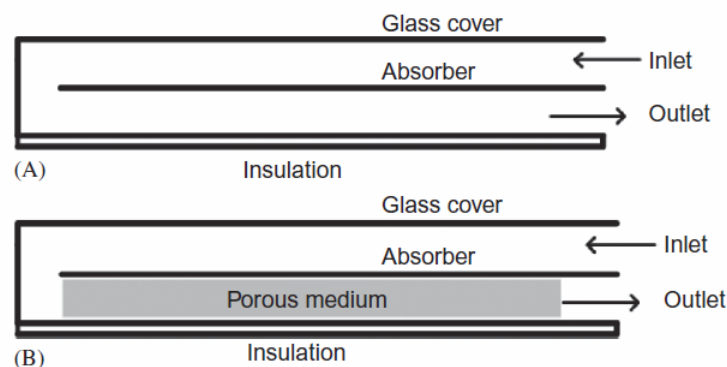 Glass cover
Inlet
Absorber
Outlet
(A)
Insulation
Glass cover
Inlet
Absorber
Porous medium
Outlet
(B)
Insulation